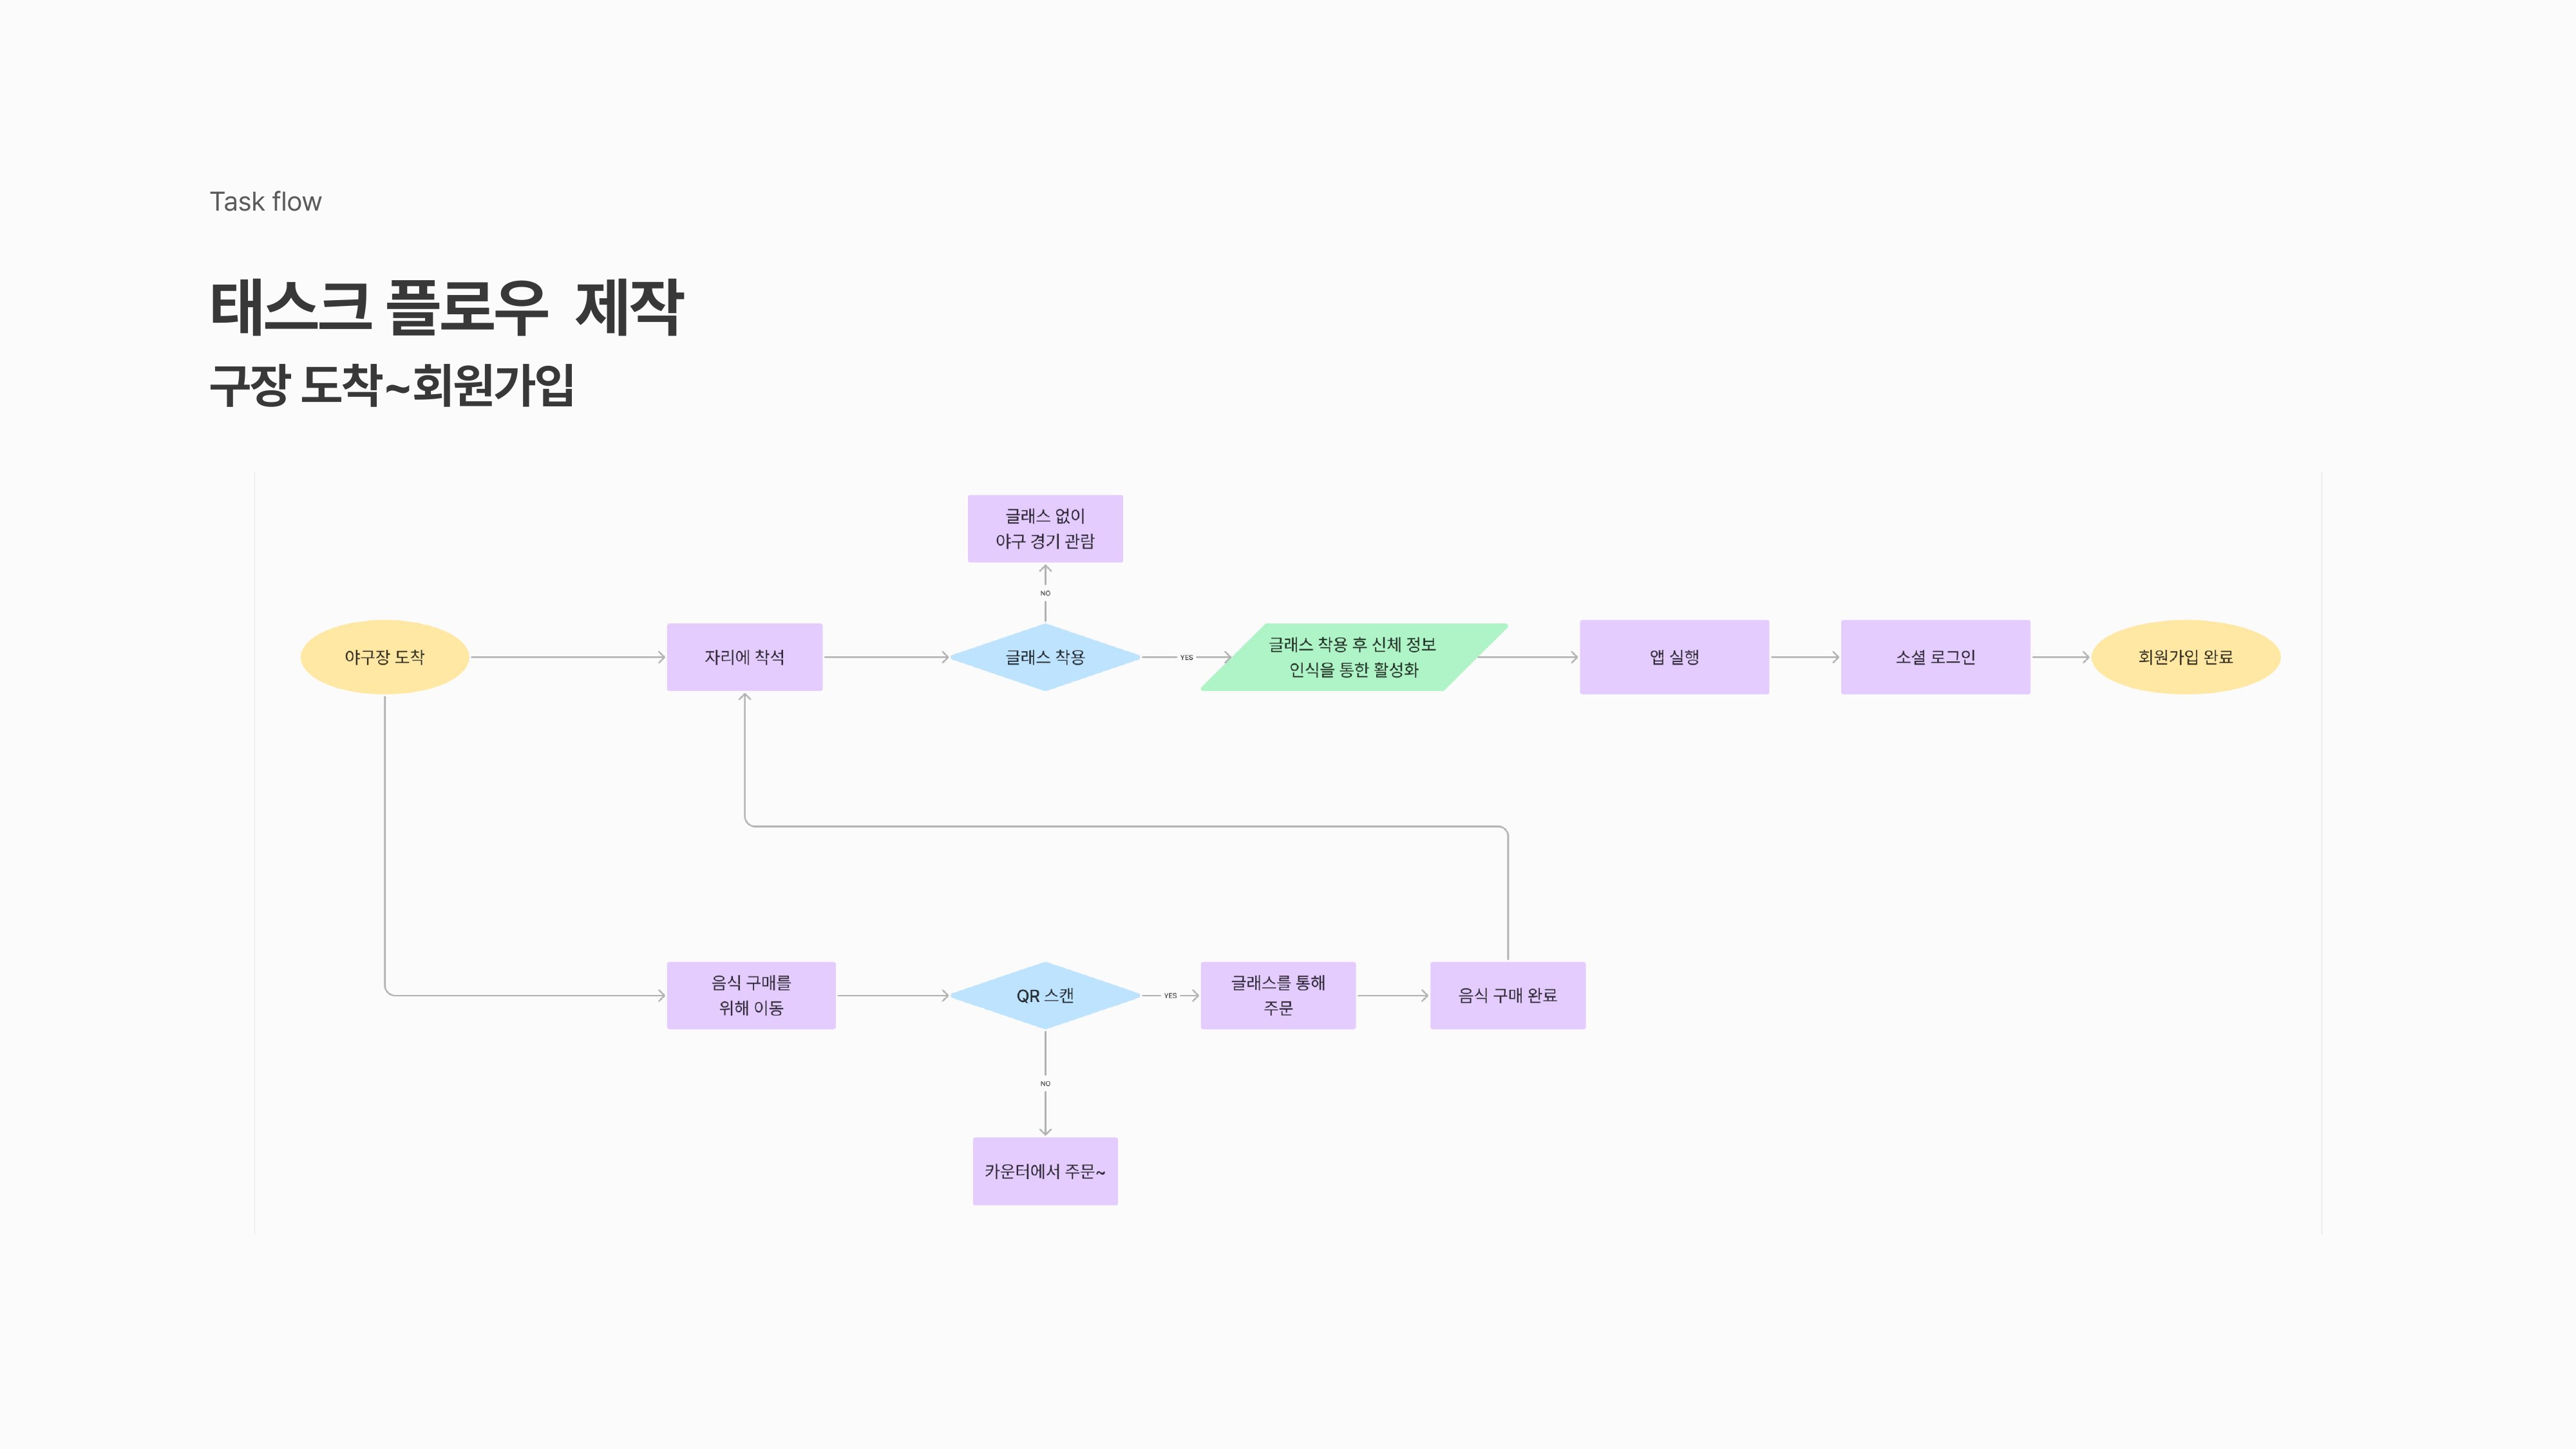 Task flow
태스크 플로우 제작
구장 도착~회원가입
글래스 없이
야구 경기 관람
NO
야구장 도착
자리에 착석
글래스 착용
YES
글래스 착용 후 신체 정보
인식을 통한 활성화
앱 실행
소셜 로그인
회원가입 완료
음식 구매를
위해 이동
QR 스캔
YES
글래스를 통해
주문
음식 구매 완료
NO
카운터에서 주문~